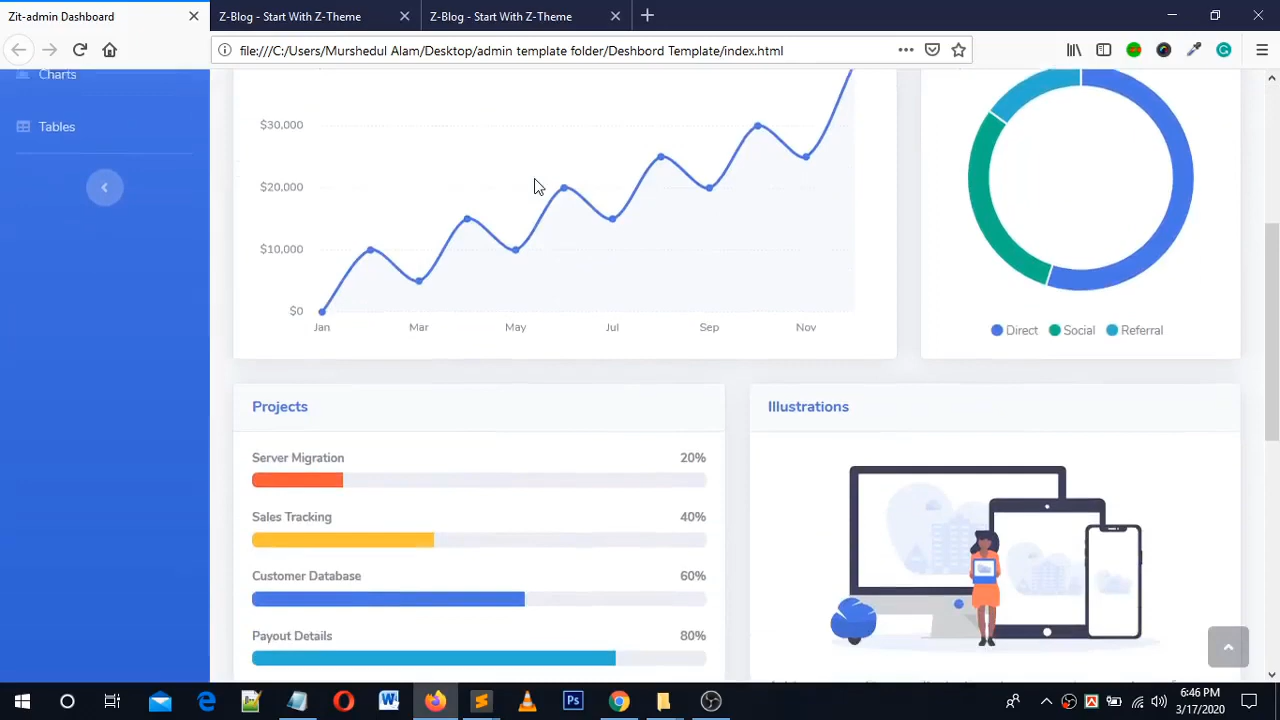 Zit-admin Dashboard
Z-Blog - Start With Z-Theme
Z-Blog - Start With Z-Theme
file:///C:/Users/Murshedul Alam/Desktop/admin template folder/Deshbord Template/index.html
Charts
Tables
$30,000
$20,000
$10,000
$0
Jan Mar May Jul Sep Nov
Direct Social Referral
Projects
Server Migration 20%
Sales Tracking 40%
Customer Database 60%
Payout Details 80%
Illustrations
6:46 PM
3/17/2020